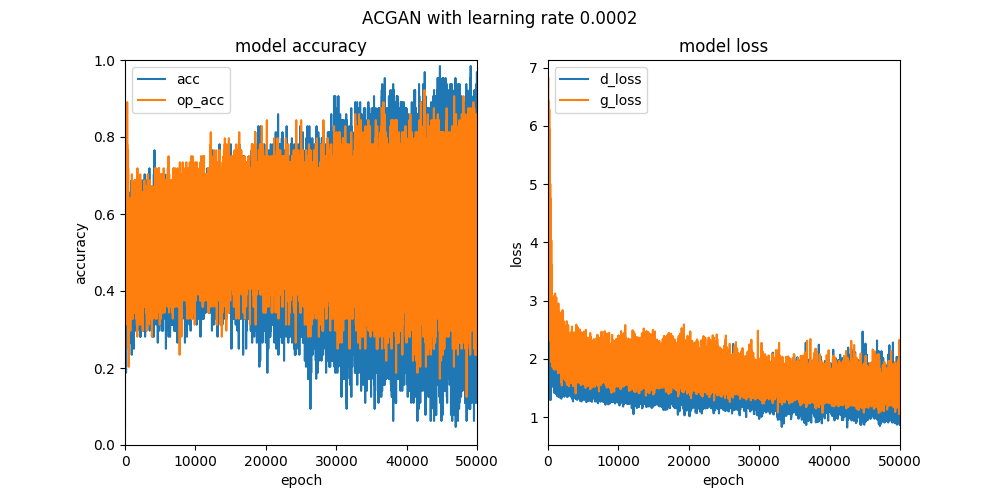 ACGAN with learning rate 0.0002
model accuracy
acc
op_acc
1.0
0.8
0.6
0.4
0.2
0.0
accuracy
0
10000
20000
30000
40000
50000
epoch
model loss
d_loss
g_loss
7
6
5
4
3
2
1
loss
0
10000
20000
30000
40000
50000
epoch